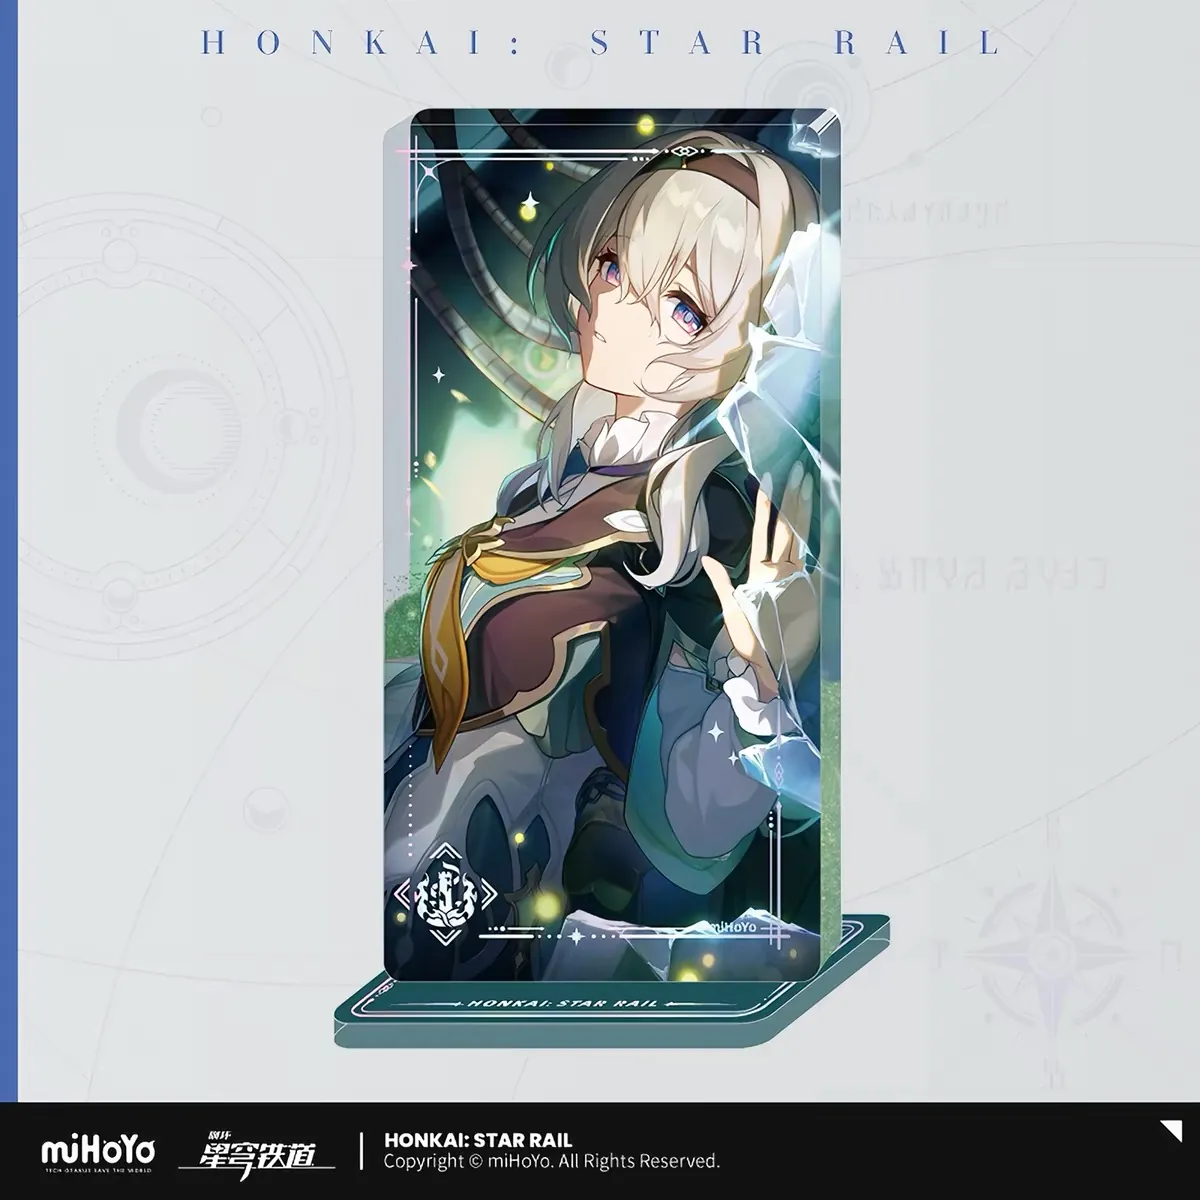 HONKAI: STAR RAIL
miHoYo
HONKAI: STAR RAIL
miHoYo
TECH OTAKUS SAVE THE WORLD
崩坏
星穹铁道
HONKAI: STAR RAIL
Copyright © miHoYo. All Rights Reserved.